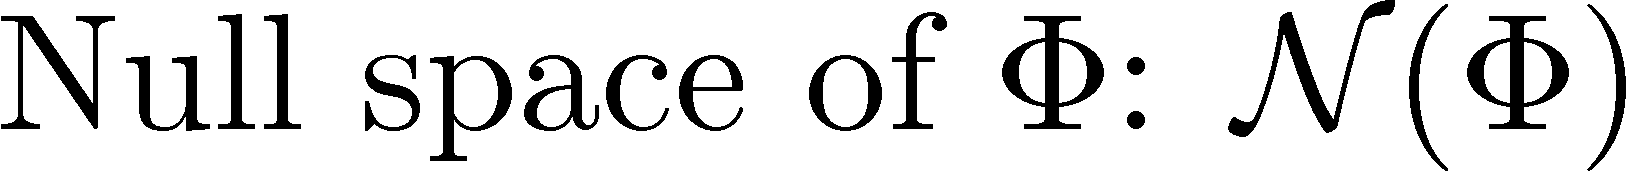 Null space of Φ: 𝒩(Φ)